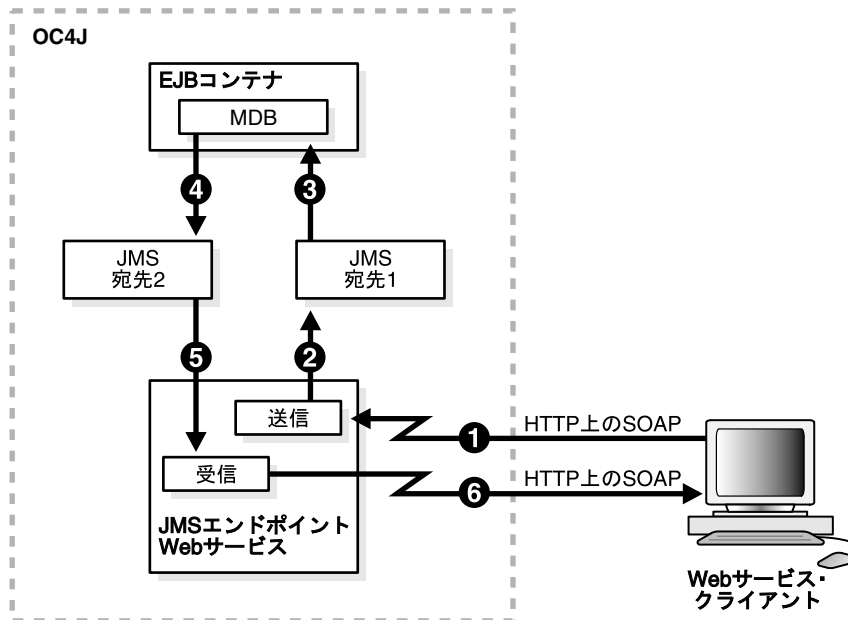 OC4J
EJBコンテナ
MDB
4
3
JMS
宛先2
JMS
宛先1
5
2
送信
HTTP上のSOAP
1
受信
HTTP上のSOAP
6
JMSエンドポイント
Webサービス
Webサービス・
クライアント